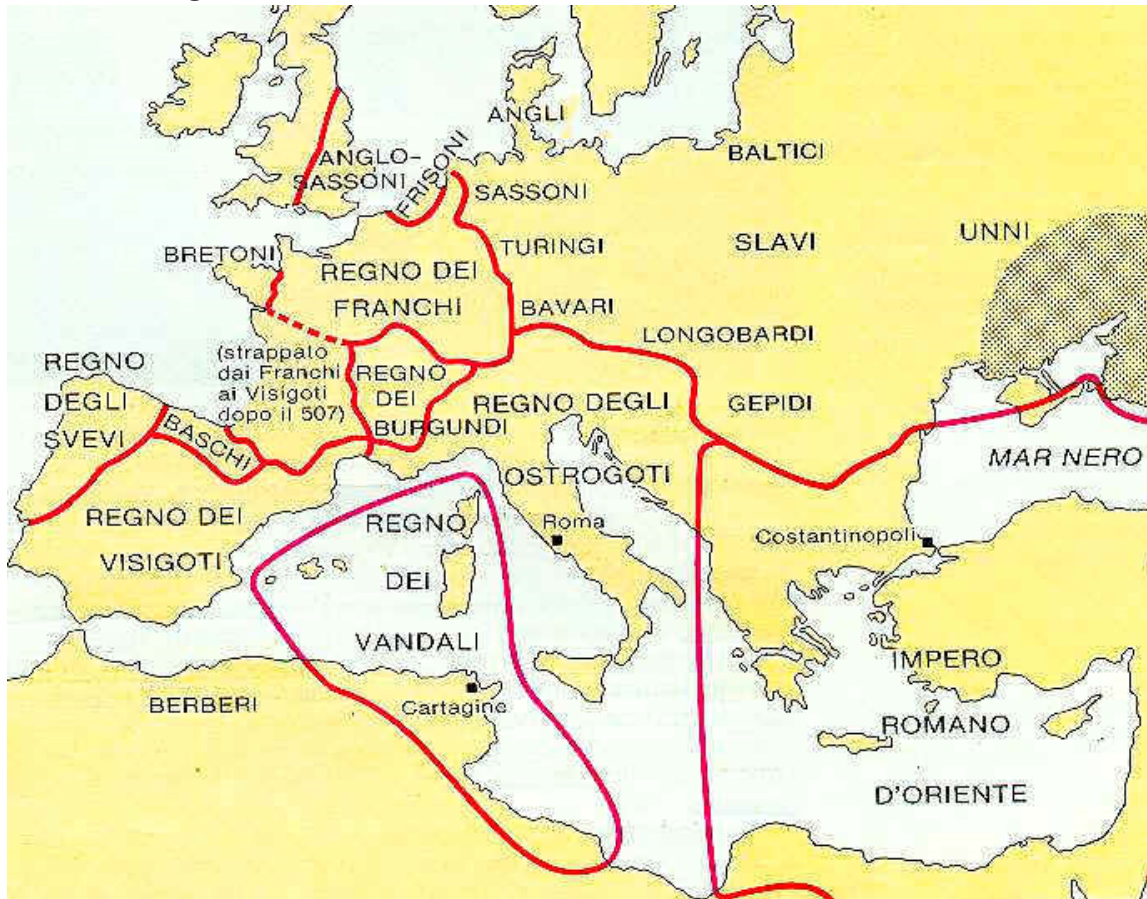 ANGLI
BALTICI
ANGLO-
SASSONI
FRISONI
SASSONI
UNNI
TURINGI
SLAVI
BRETONI
REGNO DEI
FRANCHI
BAVARI
LONGOBARDI
(strappato
dai Franchi
ai Visigoti
dopo il 507)
REGNO
DEI
BURGUNDI
REGNO
DEGLI
SVEVI
BASCHI
REGNO DEGLI
OSTROGOTI
GEPIDI
MAR NERO
REGNO DEI
VISIGOTI
REGNO
DEI
VANDALI
Roma
Costantinopoli
IMPERO
ROMANO
D'ORIENTE
BERBERI
Cartagine